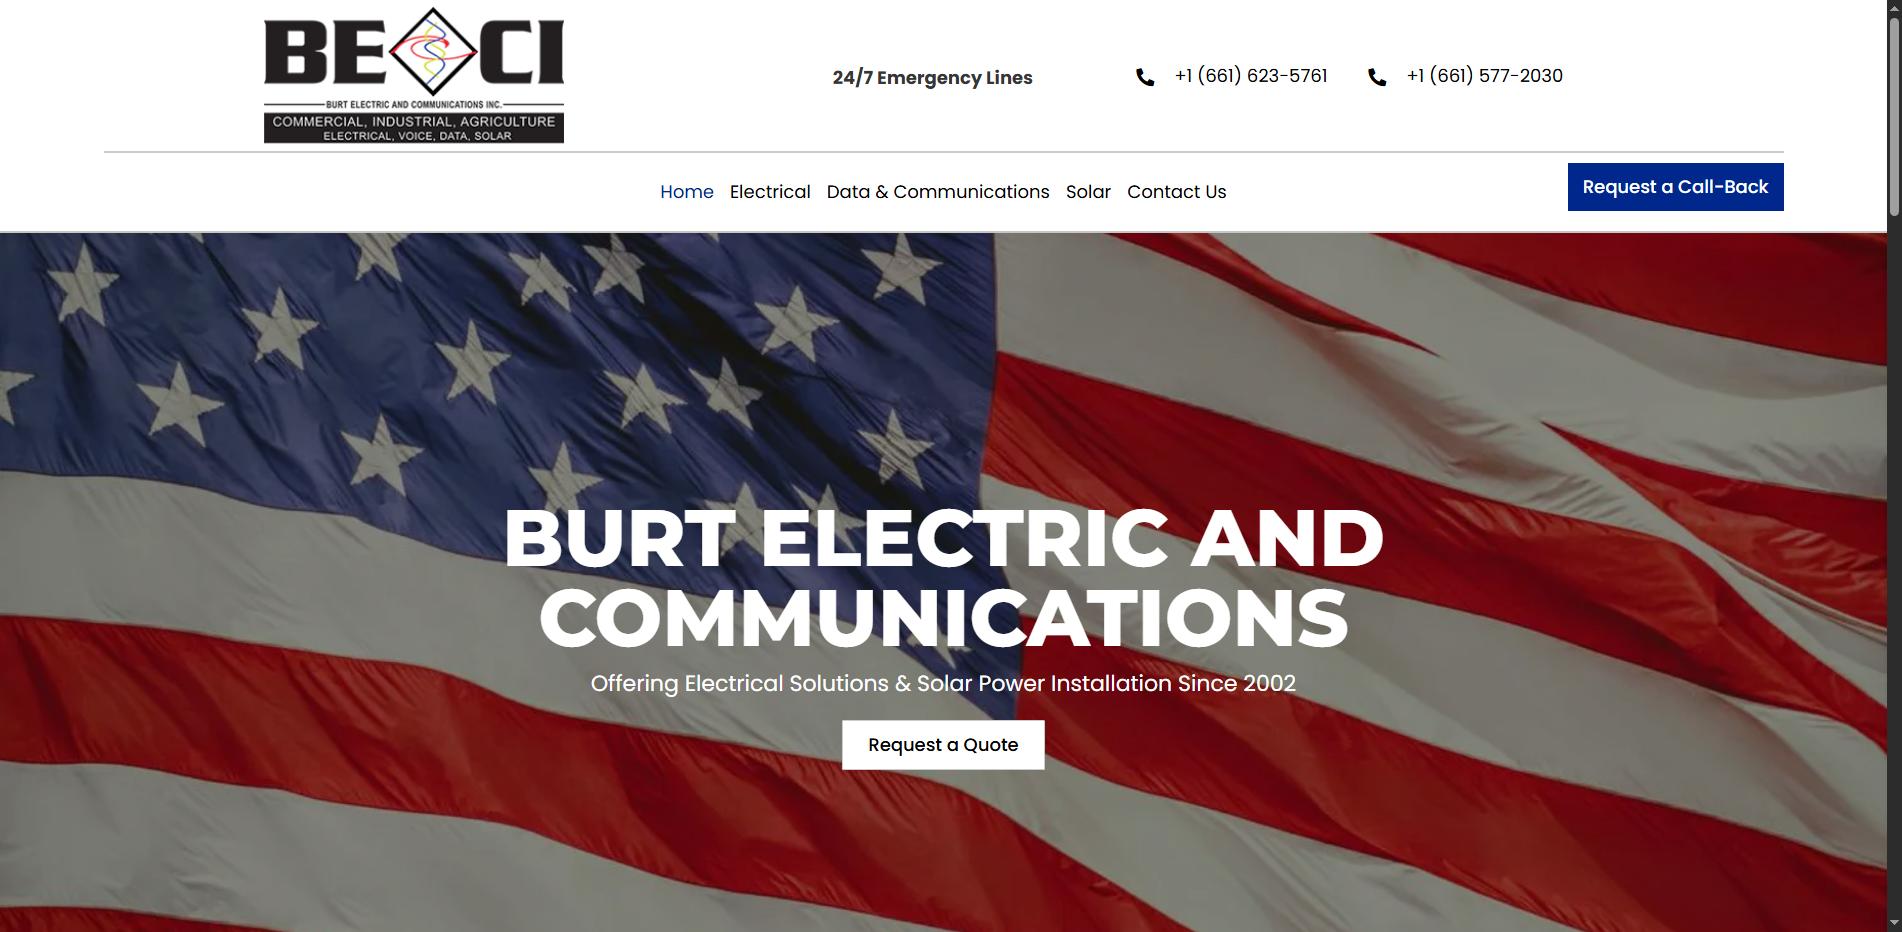 BE CI
BURT ELECTRIC AND COMMUNICATIONS INC.
COMMERCIAL, INDUSTRIAL, AGRICULTURE
ELECTRICAL, VOICE, DATA, SOLAR
24/7 Emergency Lines
+1 (661) 623-5761
+1 (661) 577-2030
Home Electrical Data & Communications Solar Contact Us
Request a Call-Back
BURT ELECTRIC AND
COMMUNICATIONS
Offering Electrical Solutions & Solar Power Installation Since 2002
Request a Quote